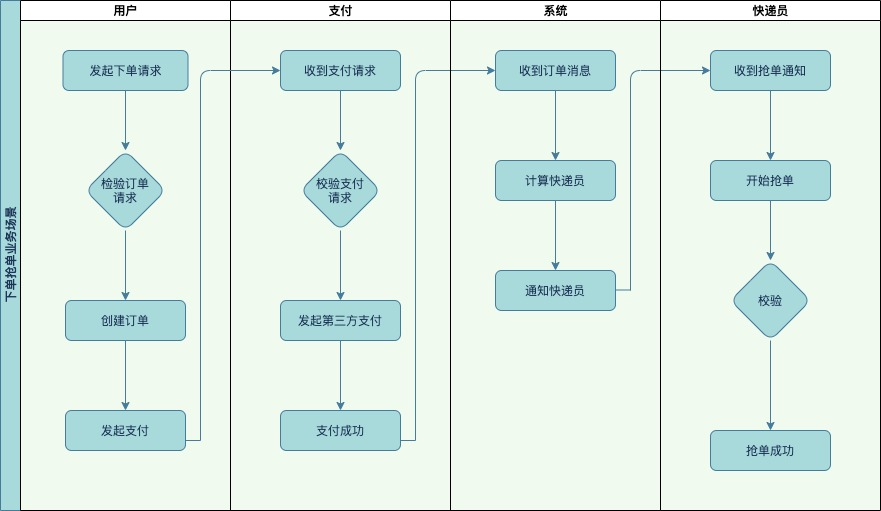 下单抢单业务场景
用户
支付
系统
快递员
发起下单请求
检验订单
请求
创建订单
发起支付
收到支付请求
校验支付
请求
发起第三方支付
支付成功
收到订单消息
计算快递员
通知快递员
收到抢单通知
开始抢单
校验
抢单成功